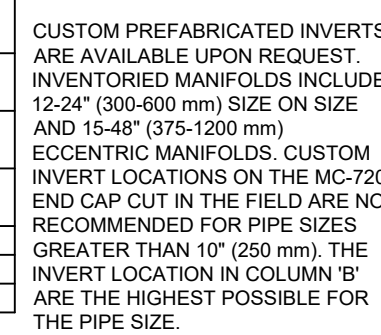 CUSTOM PREFABRICATED INVERTS
ARE AVAILABLE UPON REQUEST.
INVENTORIED MANIFOLDS INCLUDE
12-24" (300-600 mm) SIZE ON SIZE
AND 15-48" (375-1200 mm)
ECCENTRIC MANIFOLDS. CUSTOM
INVERT LOCATIONS ON THE MC-720
END CAP CUT IN THE FIELD ARE NO
RECOMMENDED FOR PIPE SIZES
GREATER THAN 10" (250 mm). THE
INVERT LOCATION IN COLUMN 'B'
ARE THE HIGHEST POSSIBLE FOR
THE PIPE SIZE.